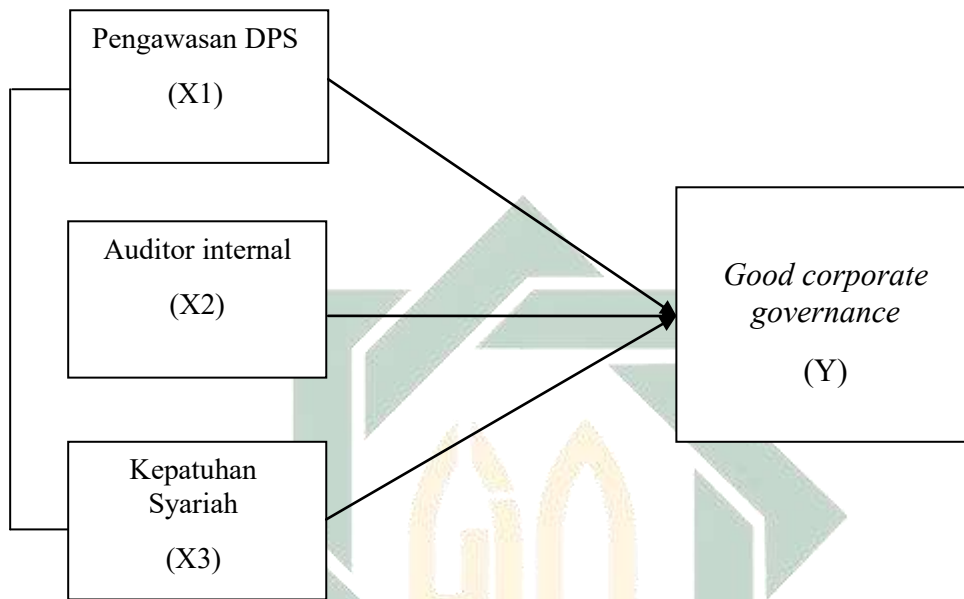 Pengawasan DPS
(X1)
Auditor internal
(X2)
Kepatuhan
Syariah
(X3)
Good corporate
governance
(Y)